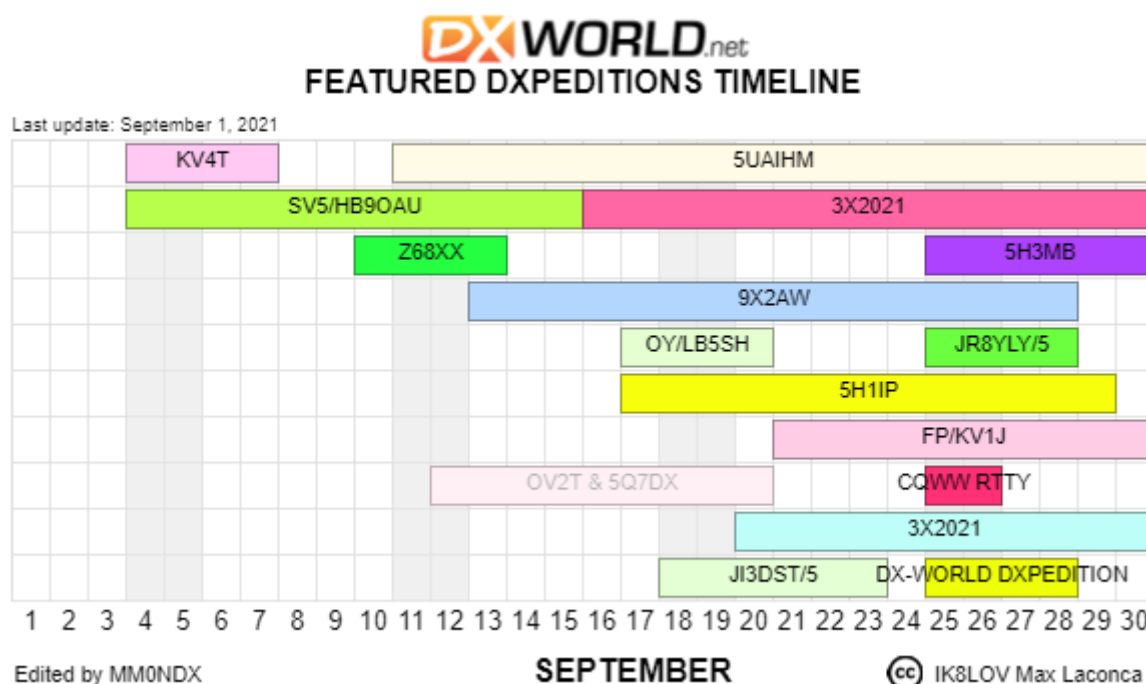 DX WORLD.net
FEATURED DXPEDITIONS TIMELINE
Last update: September 1, 2021
KV4T 5UAIHM
SV5/HB9OAU 3X2021
Z68XX 5H3MB
9X2AW
OY/LB5SH JR8YLY/5
5H1IP
FP/KV1J
OV2T & 5Q7DX CQWW RTTY
3X2021
JI3DST/5 DX-WORLD DXPEDITION
1 2 3 4 5 6 7 8 9 10 11 12 13 14 15 16 17 18 19 20 21 22 23 24 25 26 27 28 29 30
Edited by MM0NDX SEPTEMBER cc IK8LOV Max Laconca